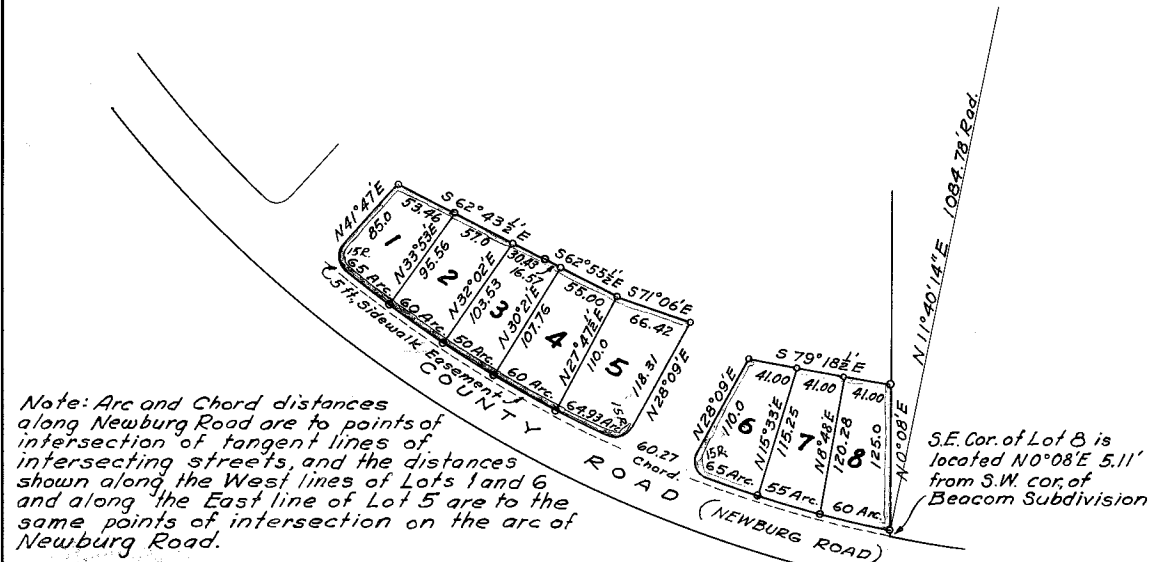 N 11°40'14"E 1084.78' Rad.
N41°47'E
85.0
1
15R.
65 Arc.
53.46
S 62°43½'E
N33°53'E
95.56
57.0
2
60 Arc.
N32°02'E
103.53
30.43
16.57
3
50 Arc.
N30°21'E
107.76
S62°55½'E
55.00
4
60 Arc.
N27°47½'E
110.0
S71°06'E
66.42
5
118.31
N28°09'E
15R.
64.93 Arc.
5 ft. Sidewalk Easement
COUNTY ROAD (NEWBURG ROAD)
60.27
Chord.
N28°09'E
110.0
6
15R.
65 Arc.
S 79°18½'E
41.00
41.00
41.00
N15°33'E
115.25
7
55 Arc.
N8°48'E
120.28
8
125.0
60 Arc.
N0°08'E
S.E. Cor. of Lot 8 is
located N0°08'E 5.11'
from S.W. cor. of
Beacom Subdivision
Note: Arc and Chord distances
along Newburg Road are to points of
intersection of tangent lines of
intersecting streets, and the distances
shown along the West lines of Lots 1 and 6
and along the East line of Lot 5 are to the
same points of intersection on the arc of
Newburg Road.